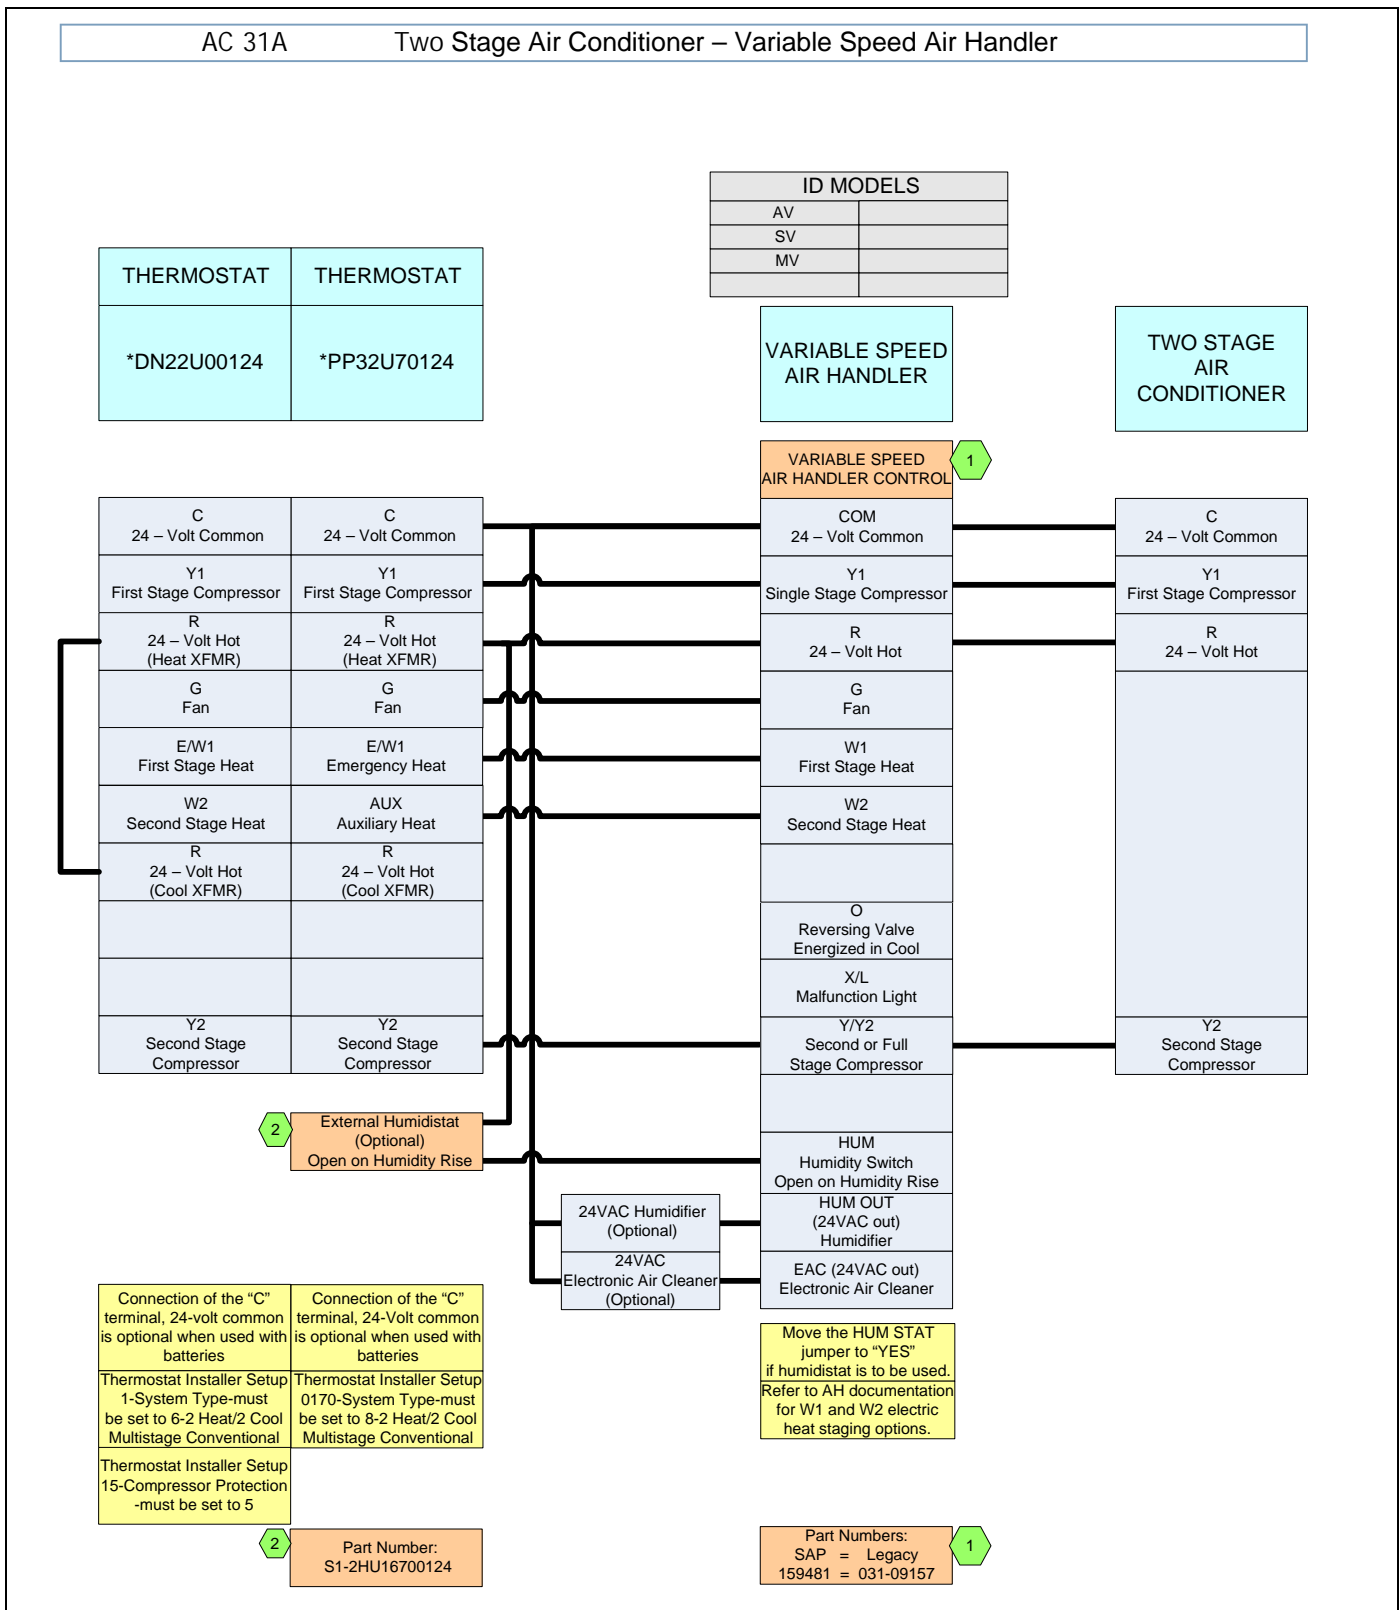 AC 31A Two Stage Air Conditioner – Variable Speed Air Handler
ID MODELS
AV
SV
MV
THERMOSTAT
*DN22U00124
THERMOSTAT
*PP32U70124
VARIABLE SPEED
AIR HANDLER
TWO STAGE
AIR
CONDITIONER
VARIABLE SPEED
AIR HANDLER CONTROL
1
C
24 – Volt Common
Y1
First Stage Compressor
R
24 – Volt Hot
(Heat XFMR)
G
Fan
E/W1
First Stage Heat
W2
Second Stage Heat
R
24 – Volt Hot
(Cool XFMR)
Y2
Second Stage
Compressor
C
24 – Volt Common
Y1
First Stage Compressor
R
24 – Volt Hot
(Heat XFMR)
G
Fan
E/W1
Emergency Heat
AUX
Auxiliary Heat
R
24 – Volt Hot
(Cool XFMR)
Y2
Second Stage
Compressor
COM
24 – Volt Common
Y1
Single Stage Compressor
R
24 – Volt Hot
G
Fan
W1
First Stage Heat
W2
Second Stage Heat
O
Reversing Valve
Energized in Cool
X/L
Malfunction Light
Y/Y2
Second or Full
Stage Compressor
HUM
Humidity Switch
Open on Humidity Rise
HUM OUT
(24VAC out)
Humidifier
EAC (24VAC out)
Electronic Air Cleaner
C
24 – Volt Common
Y1
First Stage Compressor
R
24 – Volt Hot
Y2
Second Stage
Compressor
2
External Humidistat
(Optional)
Open on Humidity Rise
24VAC Humidifier
(Optional)
24VAC
Electronic Air Cleaner
(Optional)
Connection of the “C”
terminal, 24-volt common
is optional when used with
batteries
Thermostat Installer Setup
1-System Type-must
be set to 6-2 Heat/2 Cool
Multistage Conventional
Thermostat Installer Setup
15-Compressor Protection
-must be set to 5
Connection of the “C”
terminal, 24-Volt common
is optional when used with
batteries
Thermostat Installer Setup
0170-System Type-must
be set to 8-2 Heat/2 Cool
Multistage Conventional
Move the HUM STAT
jumper to “YES”
if humidistat is to be used.
Refer to AH documentation
for W1 and W2 electric
heat staging options.
2
Part Number:
S1-2HU16700124
Part Numbers:
SAP = Legacy
159481 = 031-09157
1